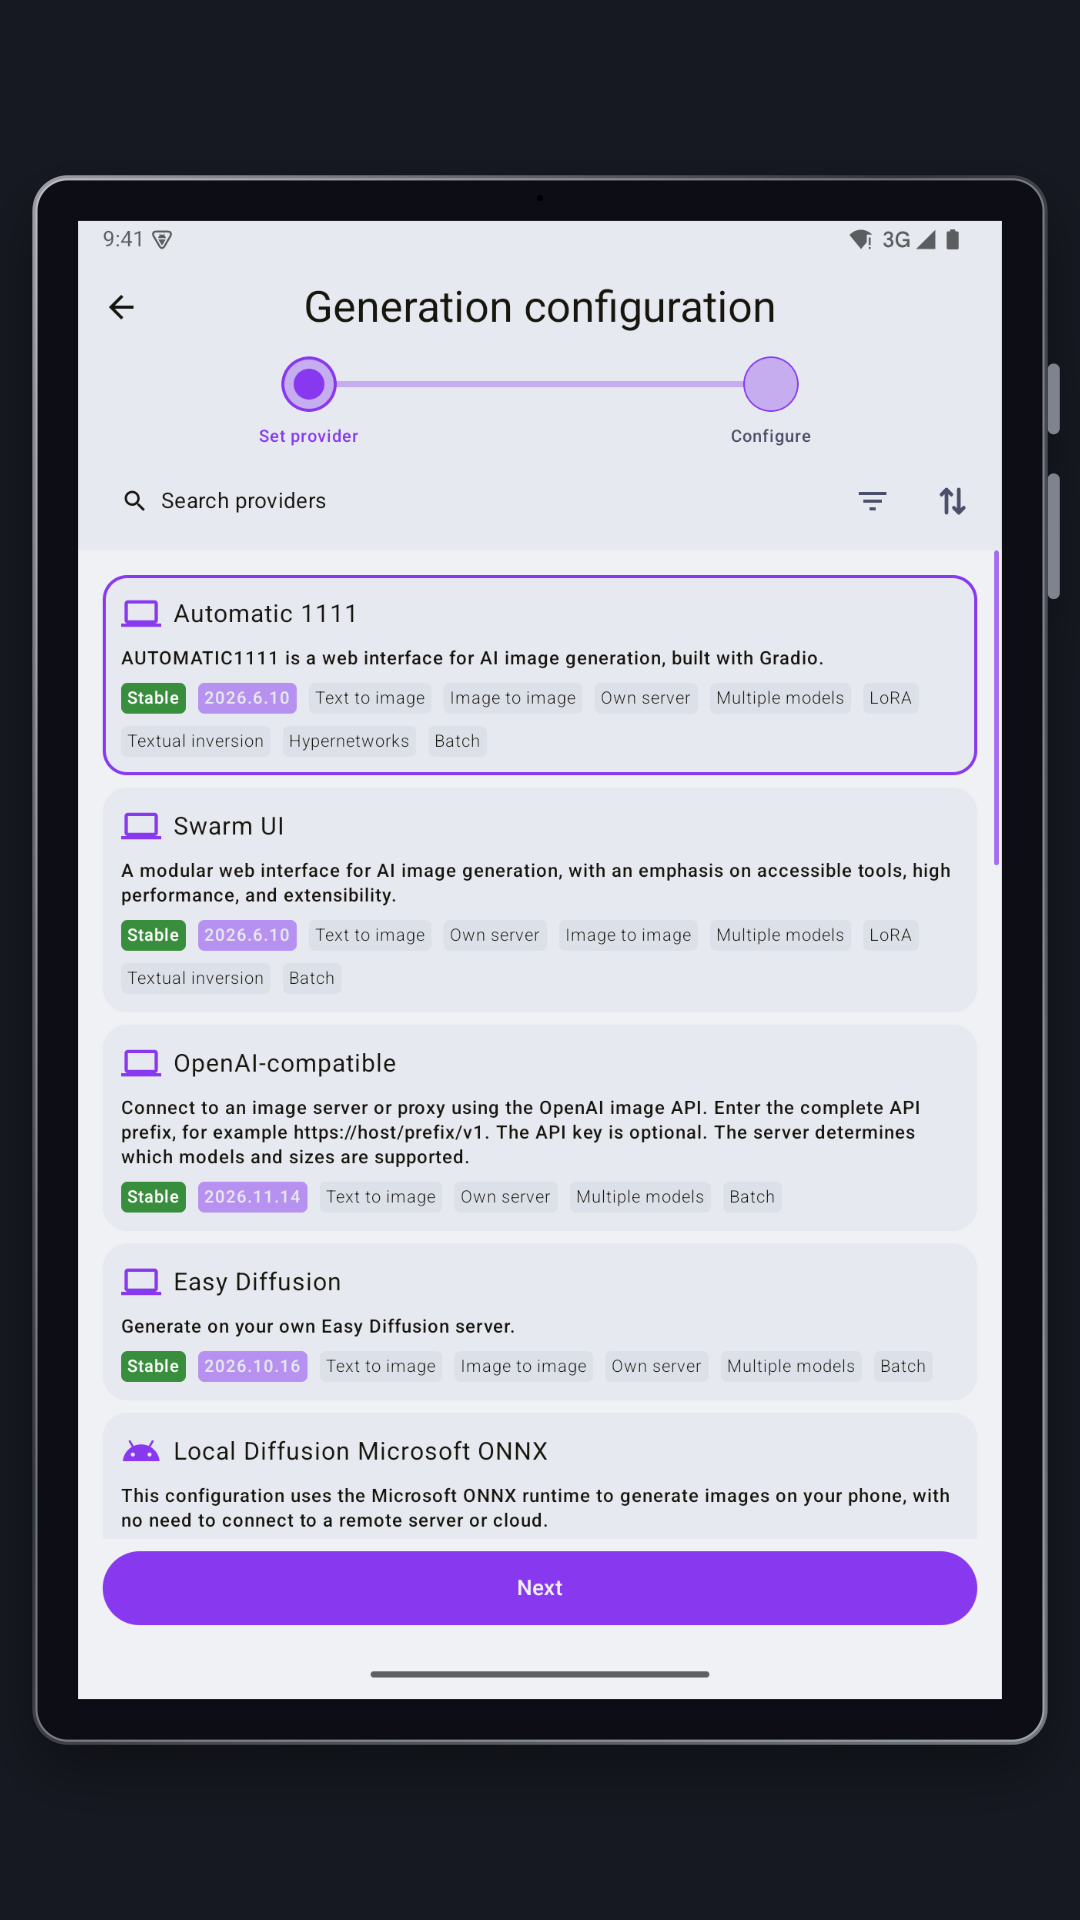 9:41
3G
Generation configuration
Set provider
Configure
Search providers
Automatic 1111
AUTOMATIC1111 is a web interface for AI image generation, built with Gradio.
Stable 2026.6.10 Text to image Image to image Own server Multiple models LoRA
Textual inversion Hypernetworks Batch
Swarm UI
A modular web interface for AI image generation, with an emphasis on accessible tools, high
performance, and extensibility.
Stable 2026.6.10 Text to image Own server Image to image Multiple models LoRA
Textual inversion Batch
OpenAI-compatible
Connect to an image server or proxy using the OpenAI image API. Enter the complete API
prefix, for example https://host/prefix/v1. The API key is optional. The server determines
which models and sizes are supported.
Stable 2026.11.14 Text to image Own server Multiple models Batch
Easy Diffusion
Generate on your own Easy Diffusion server.
Stable 2026.10.16 Text to image Image to image Own server Multiple models Batch
Local Diffusion Microsoft ONNX
This configuration uses the Microsoft ONNX runtime to generate images on your phone, with
no need to connect to a remote server or cloud.
Next